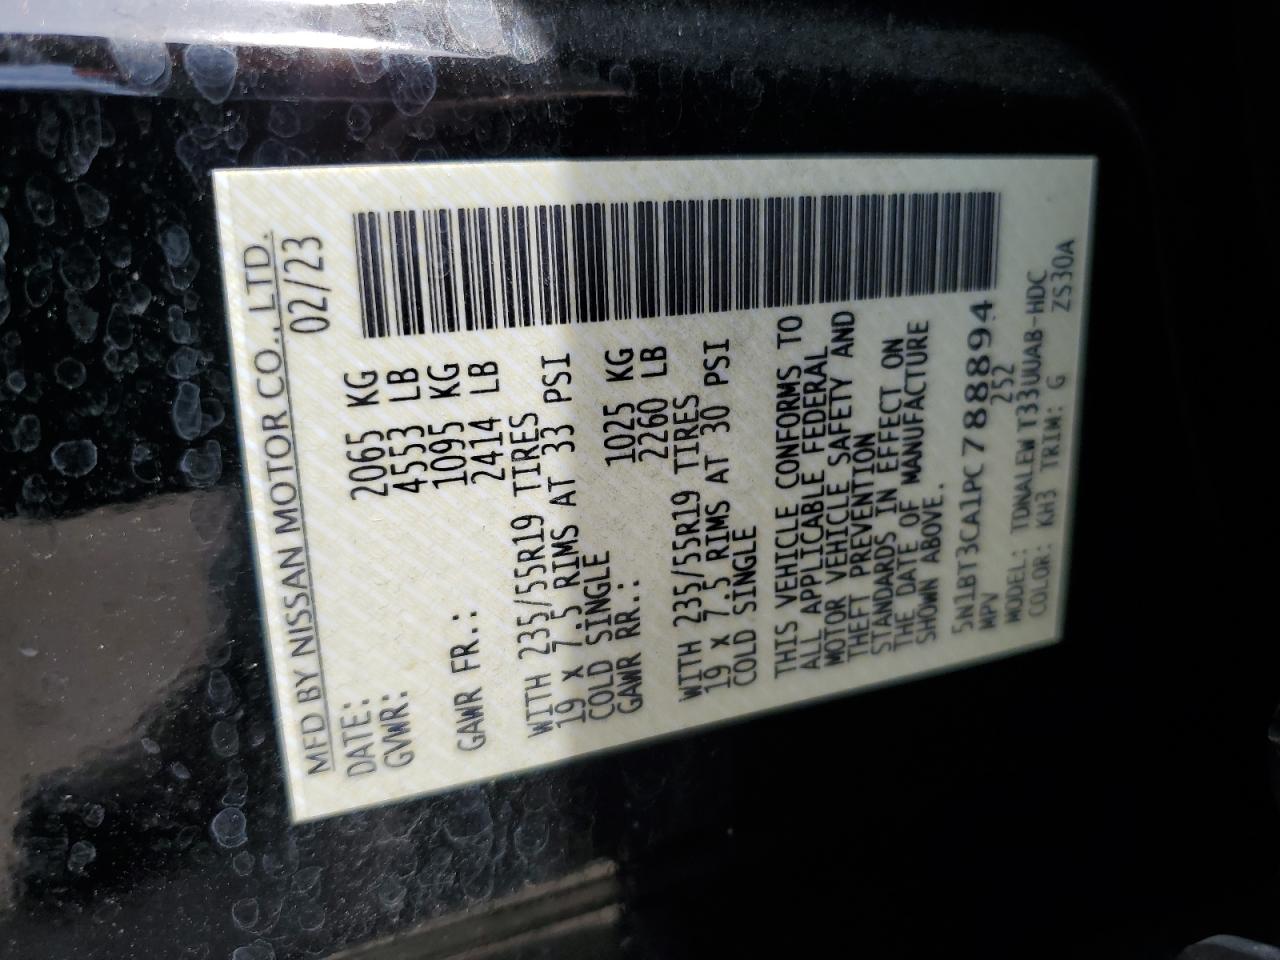 MFD BY NISSAN MOTOR CO., LTD.
DATE: 02/23
GVWR: 2065 KG
4553 LB
GAWR FR.: 1095 KG
2414 LB
WITH 235/55R19 TIRES
19 X 7.5 RIMS AT 33 PSI
COLD SINGLE
GAWR RR.: 1025 KG
2260 LB
WITH 235/55R19 TIRES
19 X 7.5 RIMS AT 30 PSI
COLD SINGLE
THIS VEHICLE CONFORMS TO
ALL APPLICABLE FEDERAL
MOTOR VEHICLE SAFETY AND
THEFT PREVENTION
STANDARDS IN EFFECT ON
THE DATE OF MANUFACTURE
SHOWN ABOVE.
5N1BT3CA1PC788894
MPV 252
MODEL: TDNALEWT33UUAB-HDC
COLOR: KH3 TRIM: G ZS30A